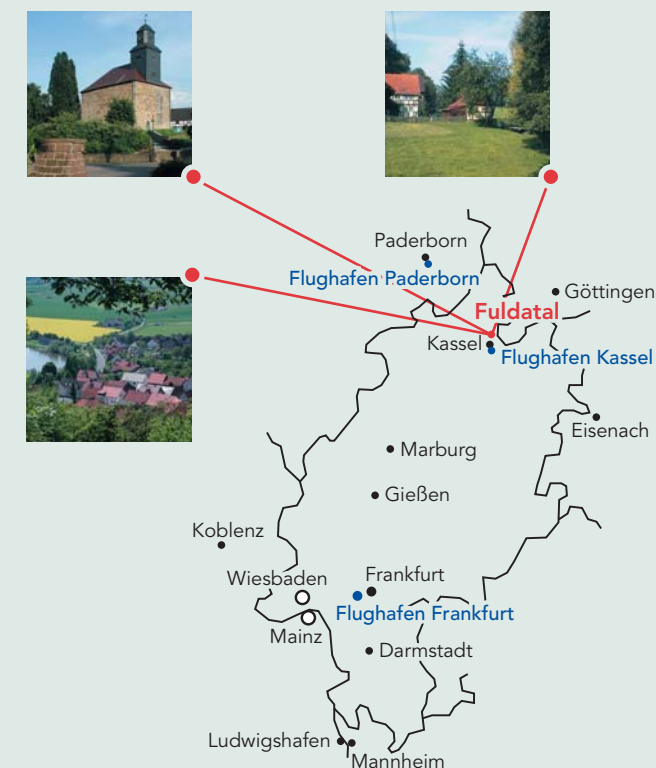 Paderborn
Flughafen Paderborn
Göttingen
Fuldatal
Kassel
Flughafen Kassel
Eisenach
Marburg
Gießen
Koblenz
Wiesbaden
Frankfurt
Flughafen Frankfurt
Mainz
Darmstadt
Ludwigshafen
Mannheim